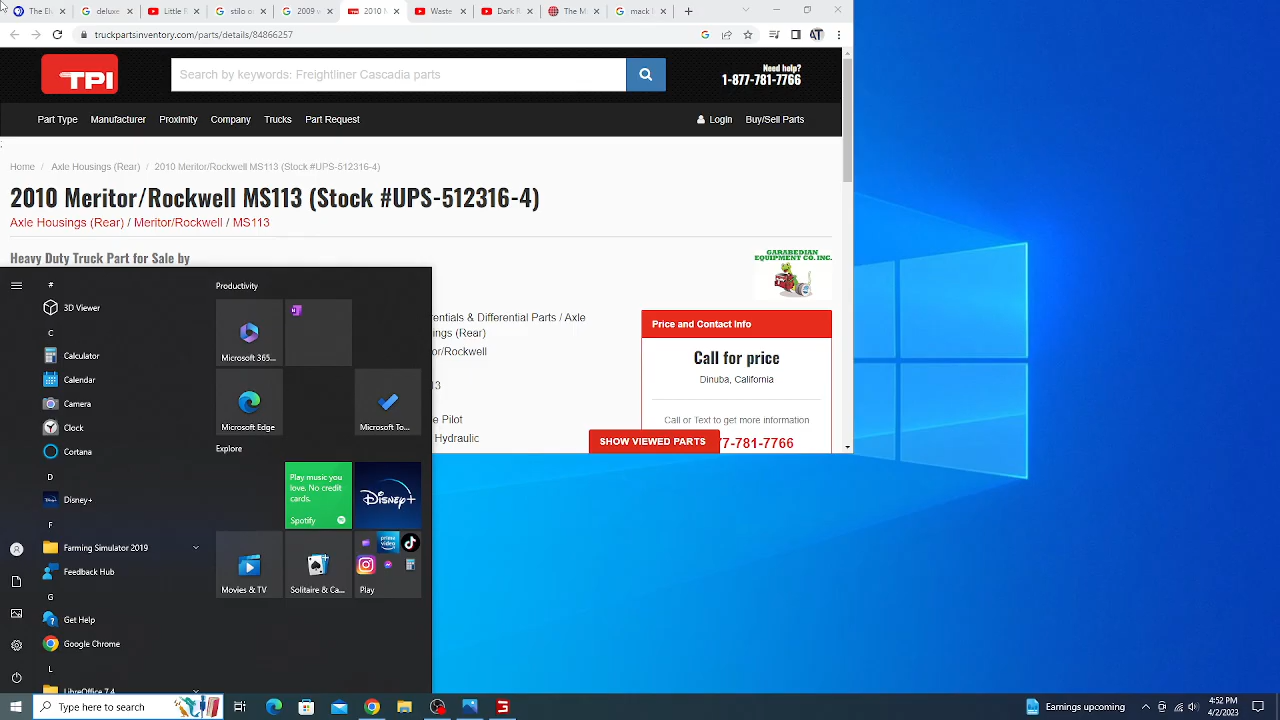 The El
deluxe
Little R
stilo or
2009 w
2010 M
Waste
Dark R
The M
mack l
truckpartsinventory.com/parts/details/84866257
TPI
Search by keywords: Freightliner Cascadia parts
Need help?
1-877-781-7766
Part Type Manufacturer Proximity Company Trucks Part Request
Login Buy/Sell Parts
Home / Axle Housings (Rear) / 2010 Meritor/Rockwell MS113 (Stock #UPS-512316-4)
2010 Meritor/Rockwell MS113 (Stock #UPS-512316-4)
Axle Housings (Rear) / Meritor/Rockwell / MS113
Heavy Duty Truck Part for Sale by
GARABEDIAN
EQUIPMENT CO. INC.
rentials & Differential Parts / Axle
ngs (Rear)
or/Rockwell
13
e Pilot
Hydraulic
Price and Contact Info
Call for price
Dinuba, California
Call or Text to get more information
77-781-7766
SHOW VIEWED PARTS
#
3D Viewer
C
Calculator
Calendar
Camera
Clock
Cortana
D
Disney+
F
Farming Simulator 2019
Feedback Hub
G
Get Help
Google Chrome
L
LibreOffice 7.4
Productivity
Microsoft 365...
Microsoft Edge
Microsoft To...
Explore
Play music you
love. No credit
cards.
Spotify
Disney+
prime video
Movies & TV
Solitaire & Ca...
Play
Type here to search
Earnings upcoming
4:52 PM
4/2/2023